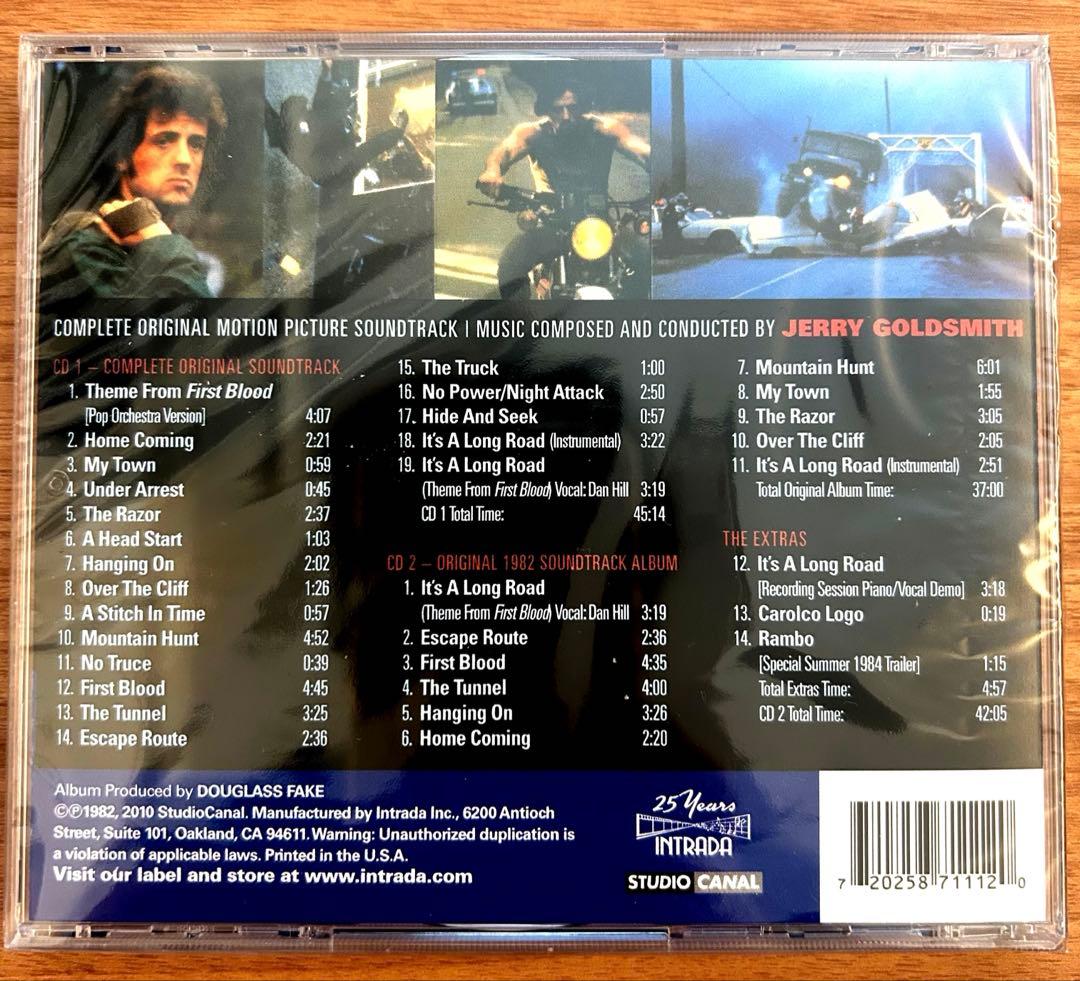 COMPLETE ORIGINAL MOTION PICTURE SOUNDTRACK | MUSIC COMPOSED AND CONDUCTED BY JERRY GOLDSMITH
CD 1 – COMPLETE ORIGINAL SOUNDTRACK
1. Theme From First Blood
[Pop Orchestra Version] 4:07
2. Home Coming 2:21
3. My Town 0:59
4. Under Arrest 0:45
5. The Razor 2:37
6. A Head Start 1:03
7. Hanging On 2:02
8. Over The Cliff 1:26
9. A Stitch In Time 0:57
10. Mountain Hunt 4:52
11. No Truce 0:39
12. First Blood 4:45
13. The Tunnel 3:25
14. Escape Route 2:36
15. The Truck 1:00
16. No Power/Night Attack 2:50
17. Hide And Seek 0:57
18. It's A Long Road (Instrumental) 3:22
19. It's A Long Road
(Theme From First Blood) Vocal: Dan Hill 3:19
CD 1 Total Time: 45:14
CD 2 – ORIGINAL 1982 SOUNDTRACK ALBUM
1. It's A Long Road
(Theme From First Blood) Vocal: Dan Hill 3:19
2. Escape Route 2:36
3. First Blood 4:35
4. The Tunnel 4:00
5. Hanging On 3:26
6. Home Coming 2:20
7. Mountain Hunt 6:01
8. My Town 1:55
9. The Razor 3:05
10. Over The Cliff 2:05
11. It's A Long Road (Instrumental) 2:51
Total Original Album Time: 37:00
THE EXTRAS
12. It's A Long Road
[Recording Session Piano/Vocal Demo] 3:18
13. Carolco Logo 0:19
14. Rambo
[Special Summer 1984 Trailer] 1:15
Total Extras Time: 4:57
CD 2 Total Time: 42:05
Album Produced by DOUGLASS FAKE
©℗1982, 2010 StudioCanal. Manufactured by Intrada Inc., 6200 Antioch
Street, Suite 101, Oakland, CA 94611. Warning: Unauthorized duplication is
a violation of applicable laws. Printed in the U.S.A.
Visit our label and store at www.intrada.com
25 Years
INTRADA
STUDIO CANAL
7 20258 71112 0